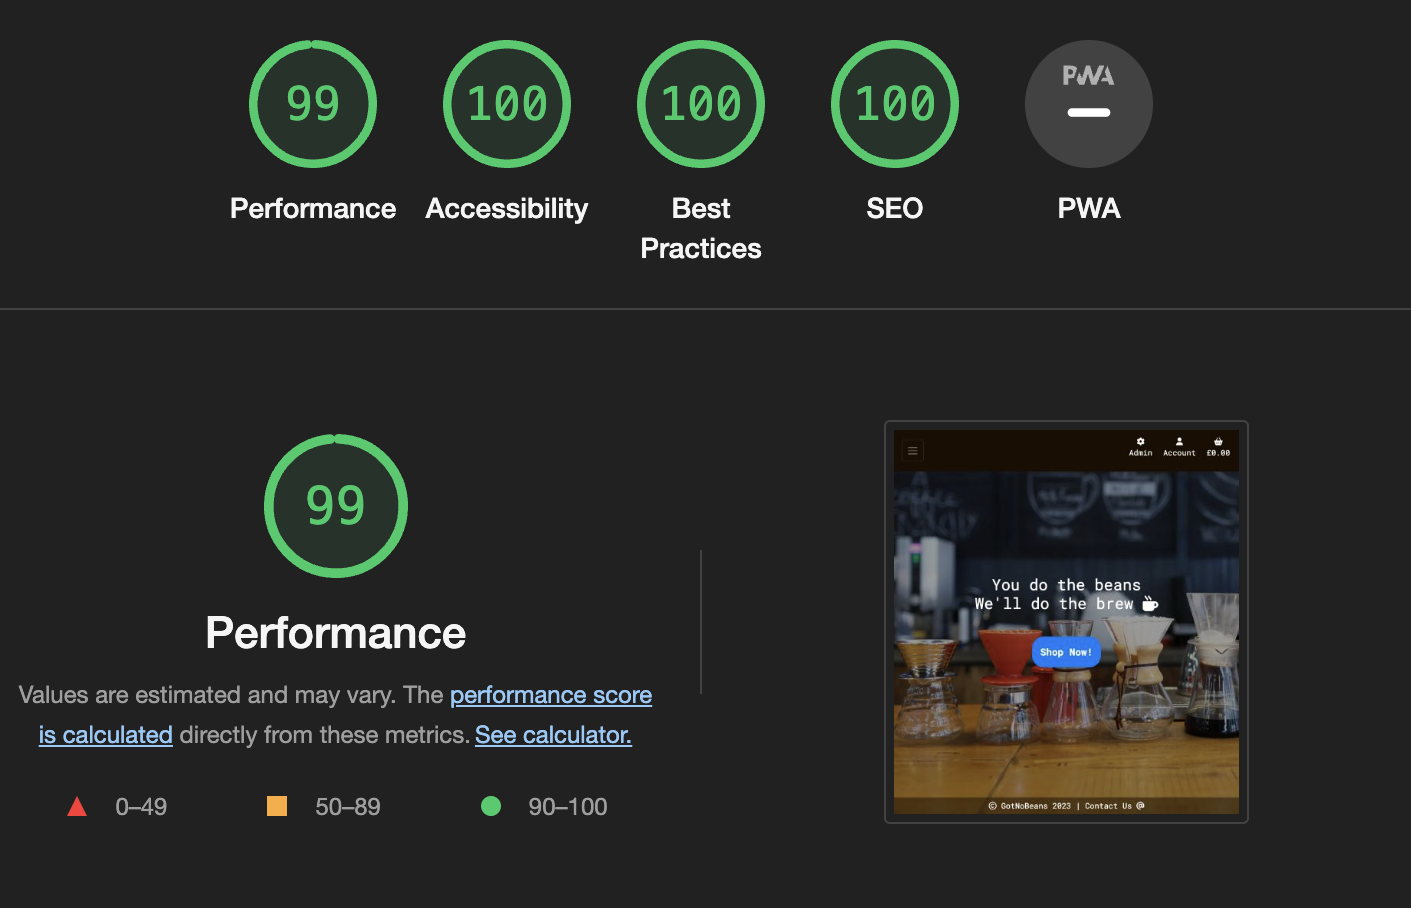 99
100
100
100
PWA
Performance
Accessibility
Best
Practices
SEO
PWA
99
Performance
Values are estimated and may vary. The performance score
is calculated directly from these metrics. See calculator.
0–49
50–89
90–100
Admin
Account
£0.00
You do the beans
We'll do the brew
Shop Now!
© GotNoBeans 2023 | Contact Us @